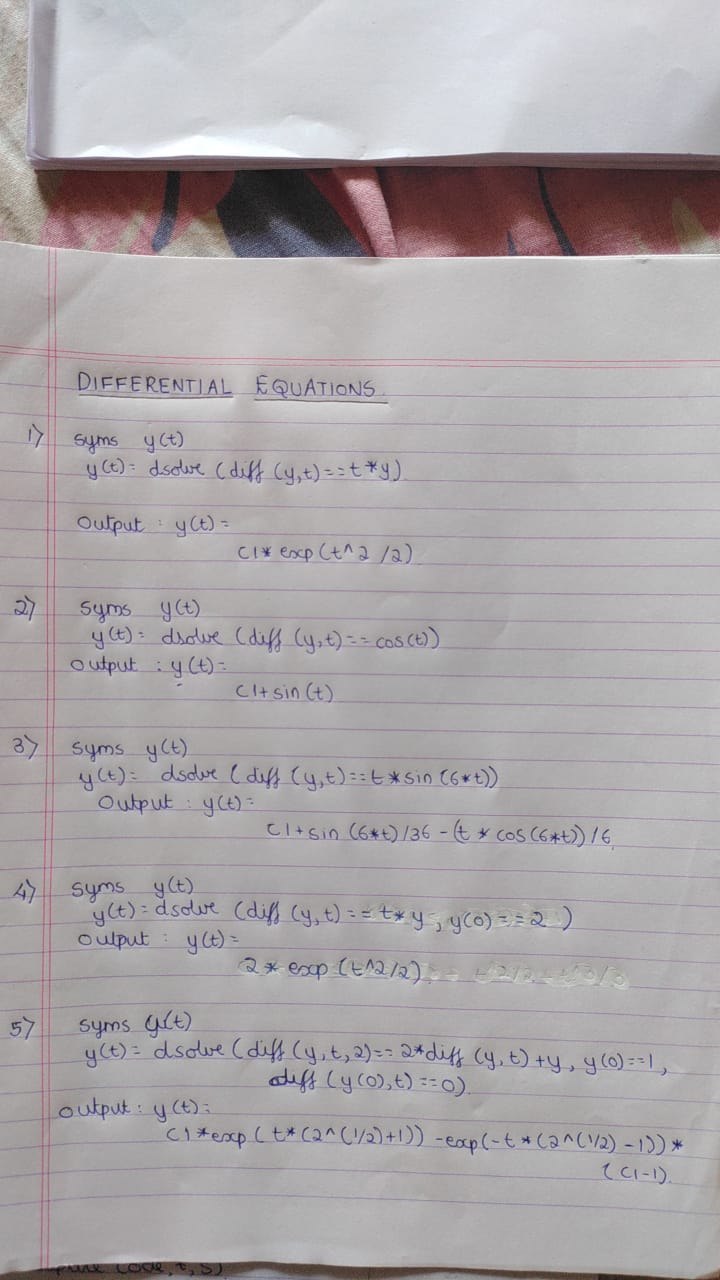 DIFFERENTIAL EQUATIONS.
1) syms y(t)
y(t)= dsolve (diff (y,t)==t*y)
Output : y(t)=
C1* exp(t^2/2)
2) syms y(t)
y(t)= dsolve (diff (y,t)==cos(t))
output : y(t)=
C1+sin(t)
3) syms y(t)
y(t)= dsolve (diff (y,t)==t*sin(6*t))
Output : y(t)=
C1+sin(6*t)/36-(t*cos(6*t))/6
4) syms y(t)
y(t)=dsolve (diff (y,t)==t*y, y(0)==2)
output : y(t)=
2*exp(t^2/2)
5) syms y(t)
y(t)= dsolve (diff (y,t,2)==2*diff (y,t)+y, y(0)==1,
diff (y(0),t)==0)
output : y(t)=
C1*exp(t*(2^(1/2)+1))-exp(-t*(2^(1/2)-1))*
(C1-1).
code, t, s)